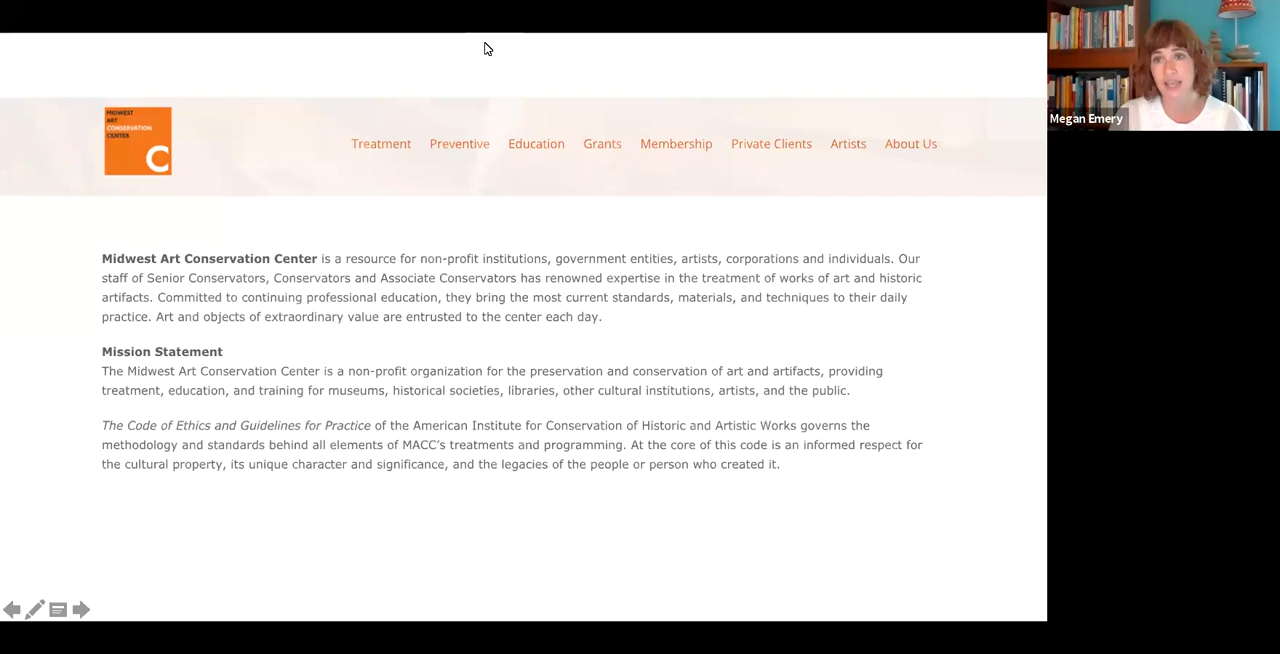 MIDWEST
ART
CONSERVATION
CENTER
C
Treatment Preventive Education Grants Membership Private Clients Artists About Us
Megan Emery
Midwest Art Conservation Center is a resource for non-profit institutions, government entities, artists, corporations and individuals. Our
staff of Senior Conservators, Conservators and Associate Conservators has renowned expertise in the treatment of works of art and historic
artifacts. Committed to continuing professional education, they bring the most current standards, materials, and techniques to their daily
practice. Art and objects of extraordinary value are entrusted to the center each day.
Mission Statement
The Midwest Art Conservation Center is a non-profit organization for the preservation and conservation of art and artifacts, providing
treatment, education, and training for museums, historical societies, libraries, other cultural institutions, artists, and the public.
The Code of Ethics and Guidelines for Practice of the American Institute for Conservation of Historic and Artistic Works governs the
methodology and standards behind all elements of MACC's treatments and programming. At the core of this code is an informed respect for
the cultural property, its unique character and significance, and the legacies of the people or person who created it.